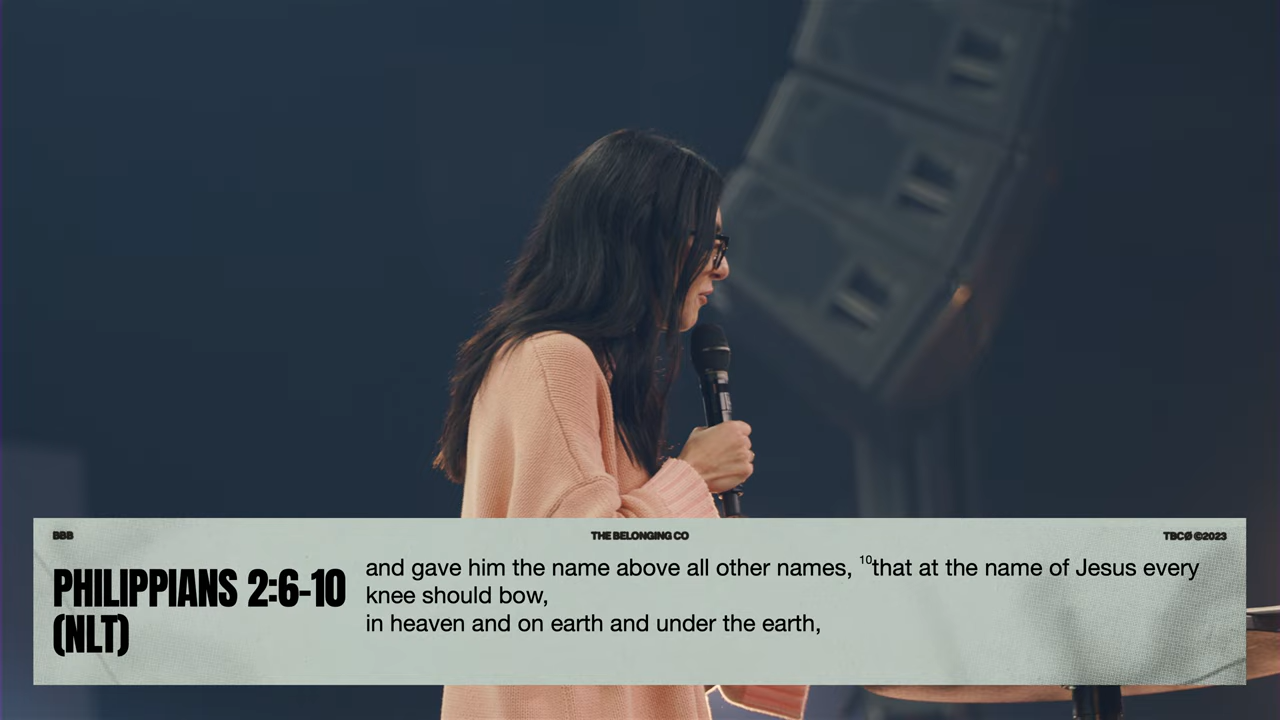 BBB
THE BELONGING CO
TBCØ ©2023
PHILIPPIANS 2:6-10
(NLT)
and gave him the name above all other names, ¹⁰that at the name of Jesus every
knee should bow,
in heaven and on earth and under the earth,